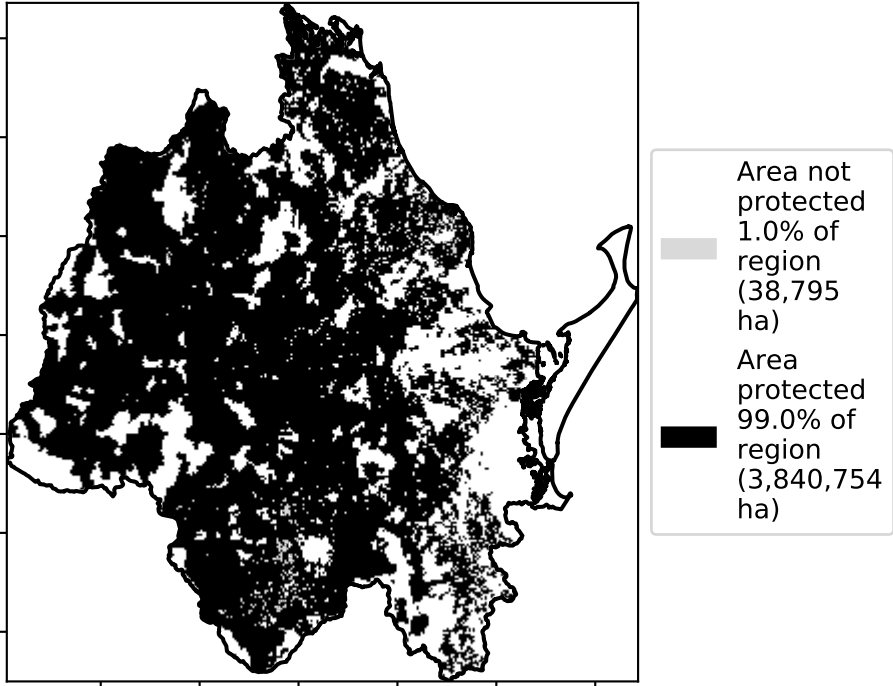 Area not
protected
1.0% of
region
(38,795
ha)
Area
protected
99.0% of
region
(3,840,754
ha)